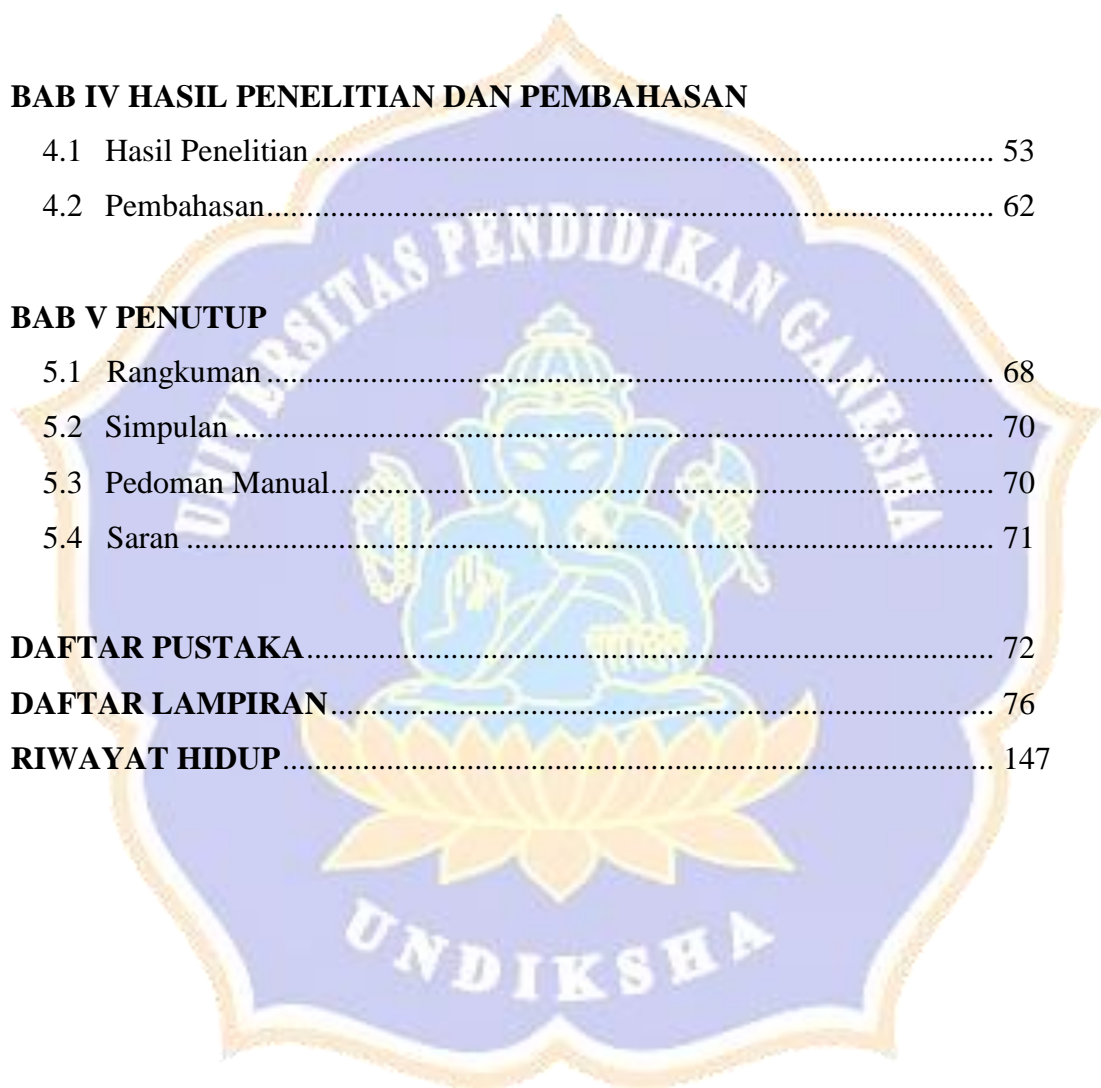 BAB IV HASIL PENELITIAN DAN PEMBAHASAN
4.1 Hasil Penelitian ........................................................................................ 53
4.2 Pembahasan.............................................................................................. 62
UNIVERSITAS PENDIDIKAN GANESHA
BAB V PENUTUP
5.1 Rangkuman .............................................................................................. 68
5.2 Simpulan .................................................................................................. 70
5.3 Pedoman Manual...................................................................................... 70
5.4 Saran ........................................................................................................ 71
DAFTAR PUSTAKA......................................................................................... 72
DAFTAR LAMPIRAN...................................................................................... 76
RIWAYAT HIDUP............................................................................................ 147
UNDIKSHA